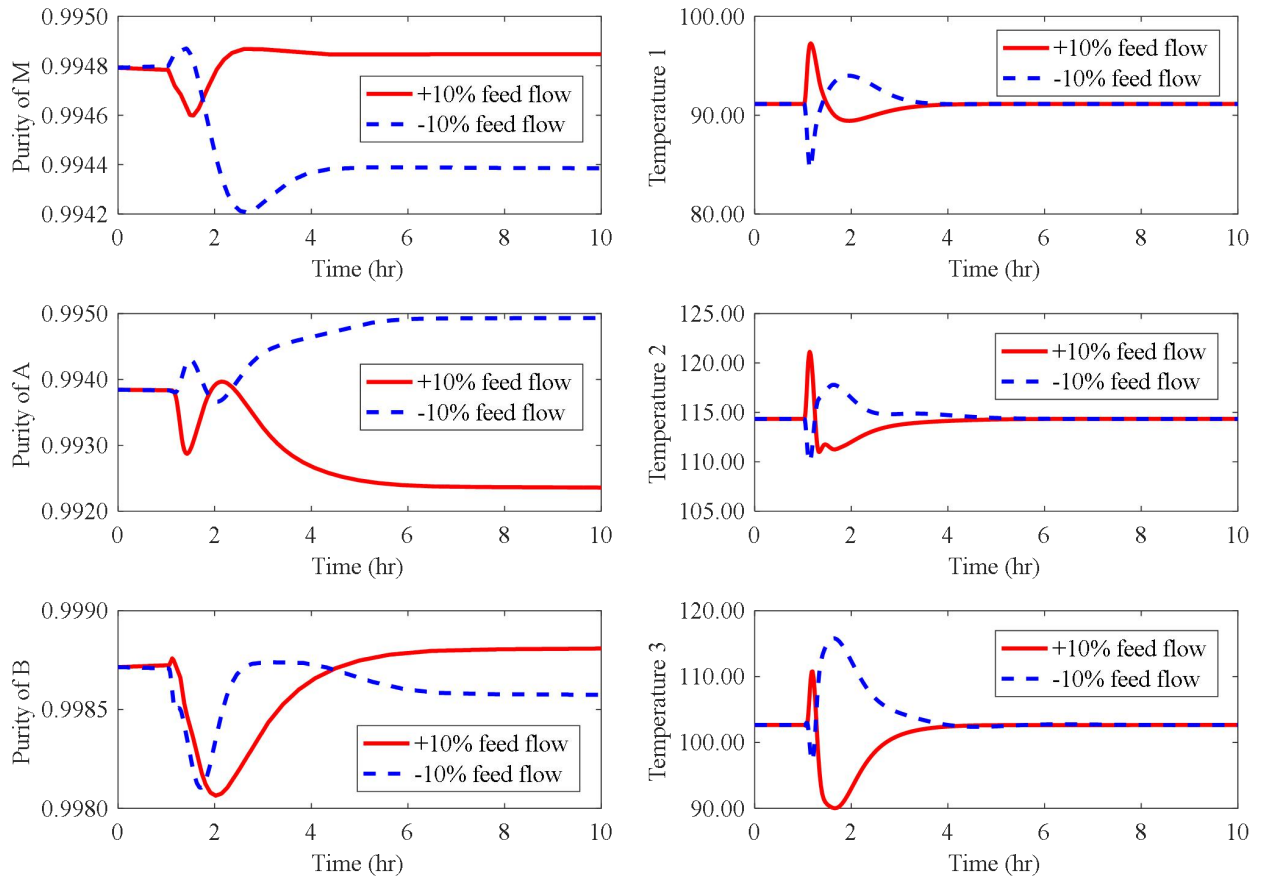 0.9950
0.9948
0.9946
0.9944
0.9942
Purity of M
+10% feed flow
-10% feed flow
0 2 4 6 8 10
Time (hr)
100.00
90.00
80.00
Temperature 1
+10% feed flow
-10% feed flow
0 2 4 6 8 10
Time (hr)
0.9950
0.9940
0.9930
0.9920
Purity of A
+10% feed flow
-10% feed flow
0 2 4 6 8 10
Time (hr)
125.00
120.00
115.00
110.00
105.00
Temperature 2
+10% feed flow
-10% feed flow
0 2 4 6 8 10
Time (hr)
0.9990
0.9985
0.9980
Purity of B
+10% feed flow
-10% feed flow
0 2 4 6 8 10
Time (hr)
120.00
110.00
100.00
90.00
Temperature 3
+10% feed flow
-10% feed flow
0 2 4 6 8 10
Time (hr)